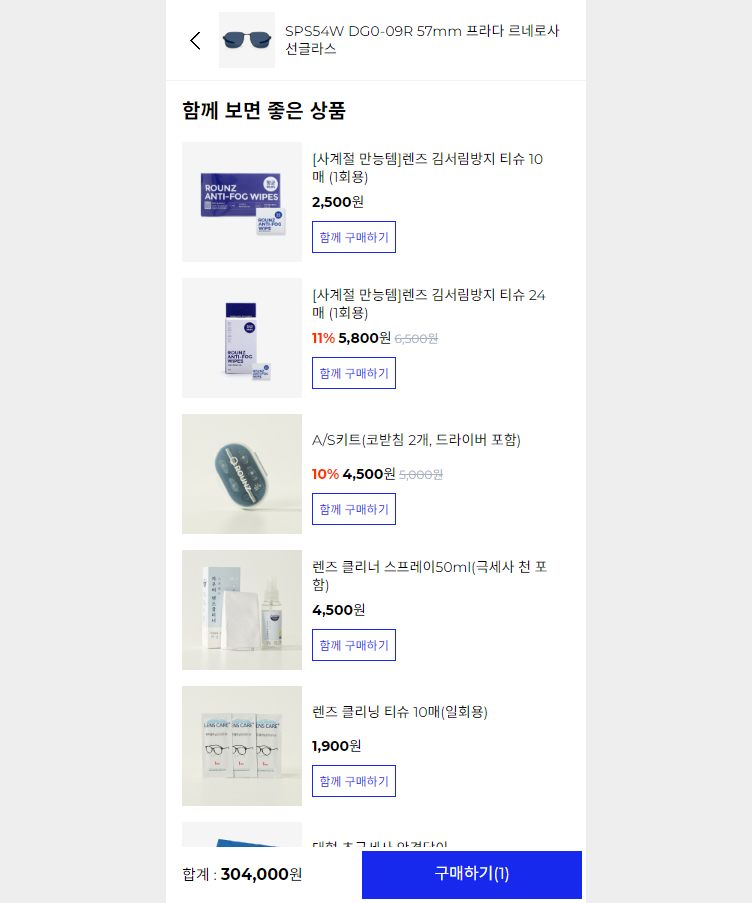 SPS54W DG0-09R 57mm 프라다 르네로사
선글라스
함께 보면 좋은 상품
ROUNZ
ANTI-FOG WIPES
ROUNZ
ANTI-FOG
WIPES
[사계절 만능템]렌즈 김서림방지 티슈 10
매 (1회용)
2,500원
함께 구매하기
ROUNZ
ANTI-FOG
WIPES
[사계절 만능템]렌즈 김서림방지 티슈 24
매 (1회용)
11% 5,800원 6,500원
함께 구매하기
ROUNZ
A/S키트(코받침 2개, 드라이버 포함)
10% 4,500원 5,000원
함께 구매하기
렌즈 클리너 스프레이50ml(극세사 천 포
함)
4,500원
함께 구매하기
LENS CARE
LENS CARE
LENS CARE
렌즈 클리닝 티슈 10매(일회용)
1,900원
함께 구매하기
합계 : 304,000원
구매하기(1)